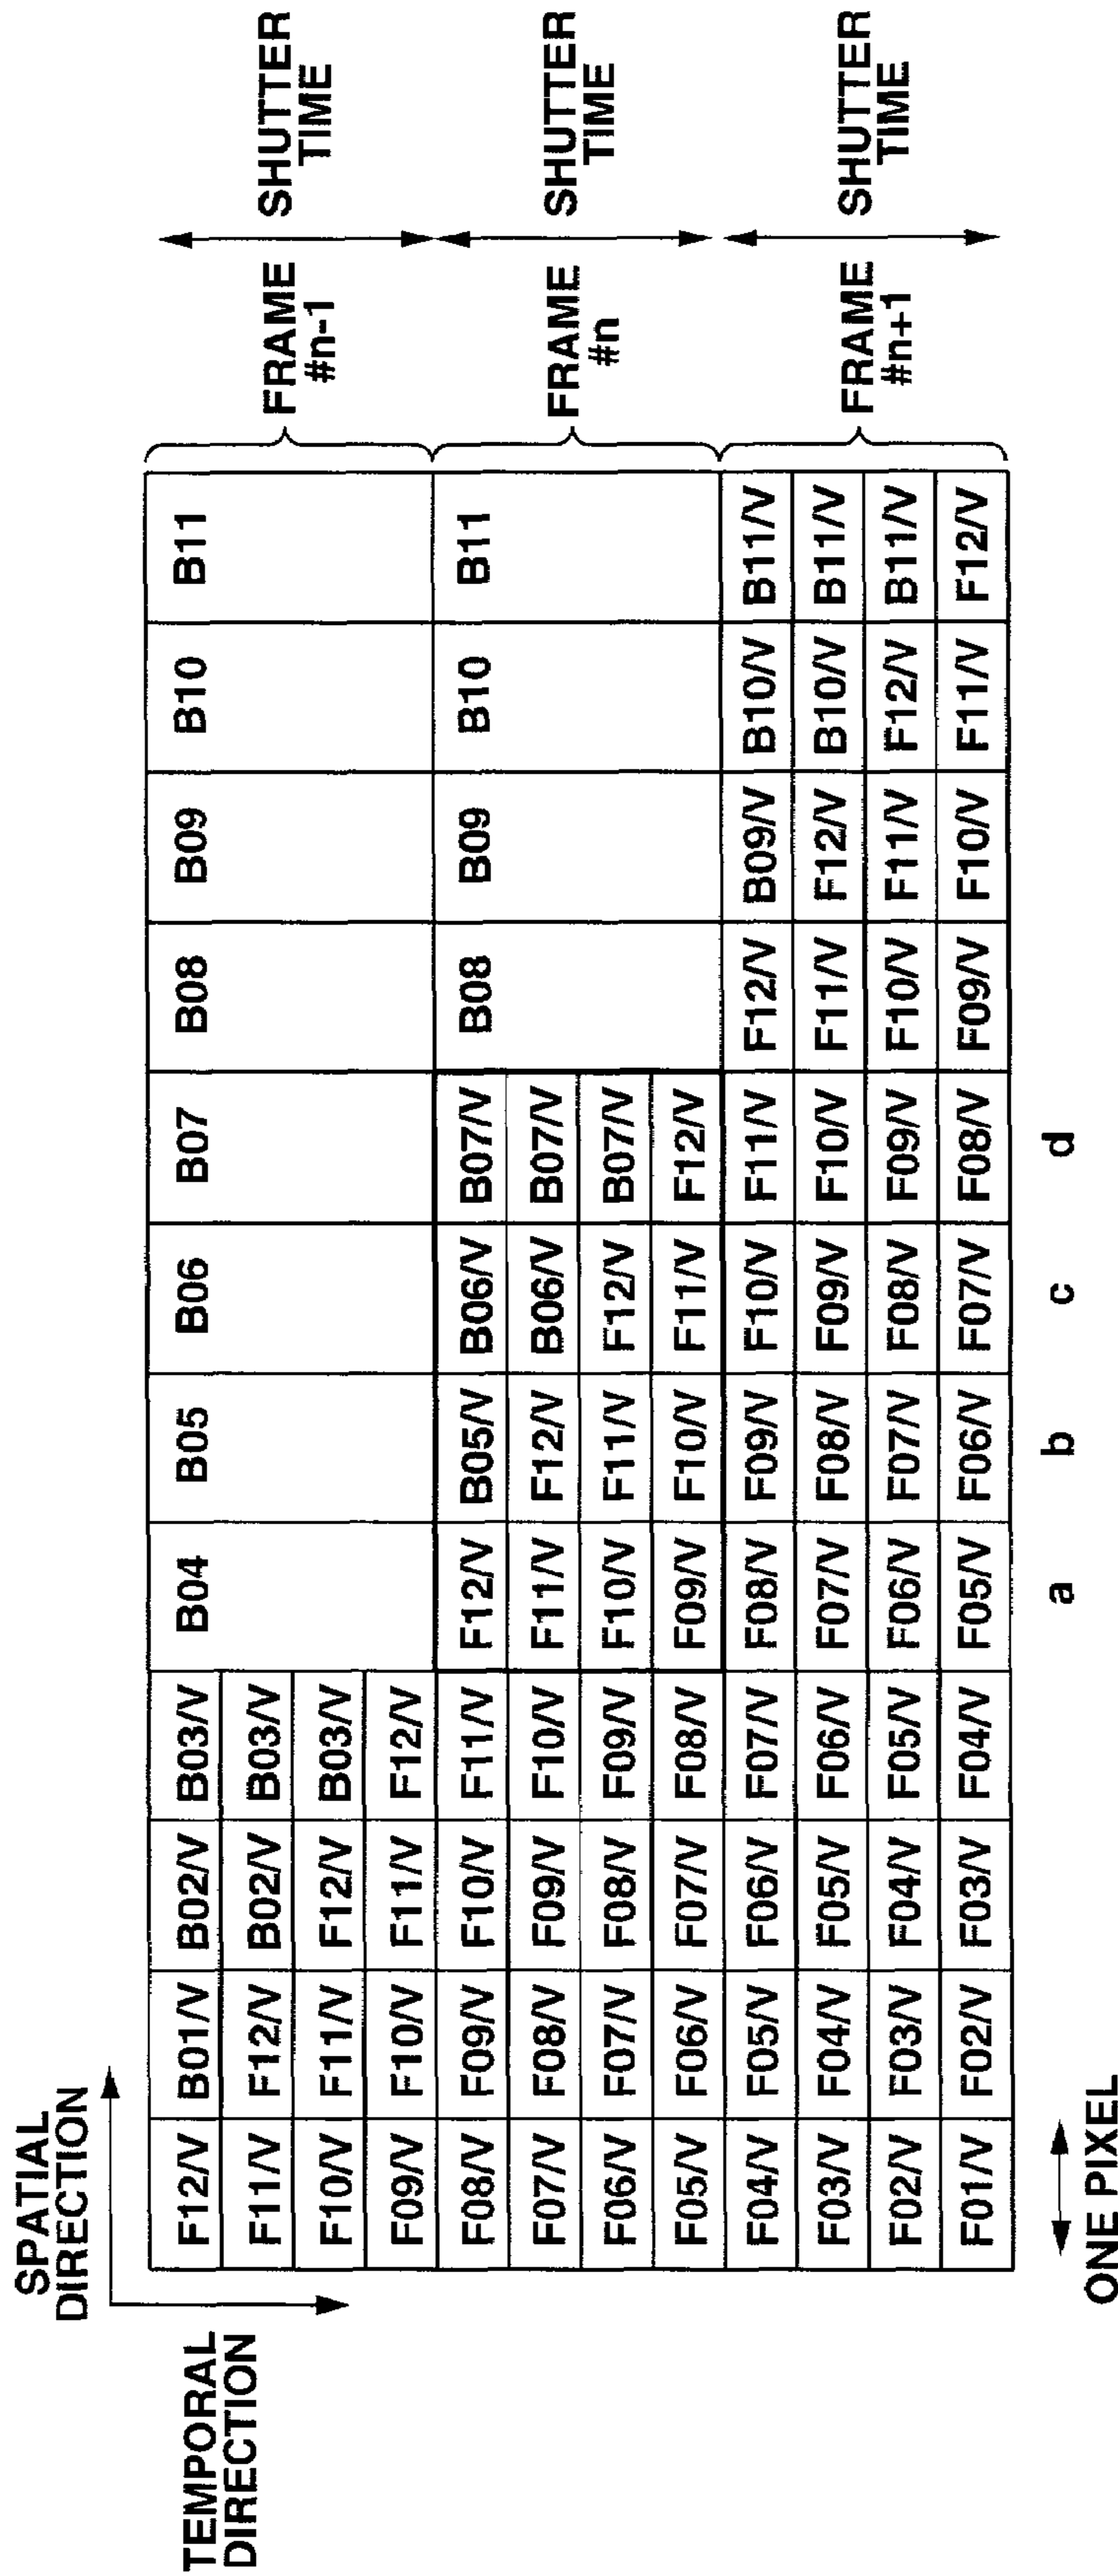 SPATIAL
DIRECTION
TEMPORAL
DIRECTION
F12/V B01/V B02/V B03/V B04 B05 B06 B07 B08 B09 B10 B11
F11/V F12/V B02/V B03/V
F10/V F11/V F12/V B03/V
F09/V F10/V F11/V F12/V
FRAME
#n-1
SHUTTER
TIME
F08/V F09/V F10/V F11/V F12/V B05/V B06/V B07/V B08 B09 B10 B11
F07/V F08/V F09/V F10/V F11/V F12/V B06/V B07/V
F06/V F07/V F08/V F09/V F10/V F11/V F12/V B07/V
F05/V F06/V F07/V F08/V F09/V F10/V F11/V F12/V
FRAME
#n
SHUTTER
TIME
F04/V F05/V F06/V F07/V F08/V F09/V F10/V F11/V F12/V B09/V B10/V B11/V
F03/V F04/V F05/V F06/V F07/V F08/V F09/V F10/V F11/V F12/V B10/V B11/V
F02/V F03/V F04/V F05/V F06/V F07/V F08/V F09/V F10/V F11/V F12/V B11/V
F01/V F02/V F03/V F04/V F05/V F06/V F07/V F08/V F09/V F10/V F11/V F12/V
FRAME
#n+1
SHUTTER
TIME
a b c d
ONE PIXEL